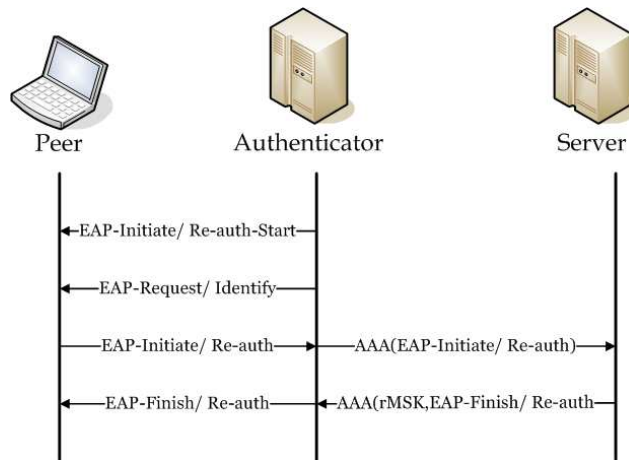 Peer
Authenticator
Server
EAP-Initiate/ Re-auth-Start
EAP-Request/ Identify
EAP-Initiate/ Re-auth
AAA(EAP-Initiate/ Re-auth)
EAP-Finish/ Re-auth
AAA(rMSK,EAP-Finish/ Re-auth